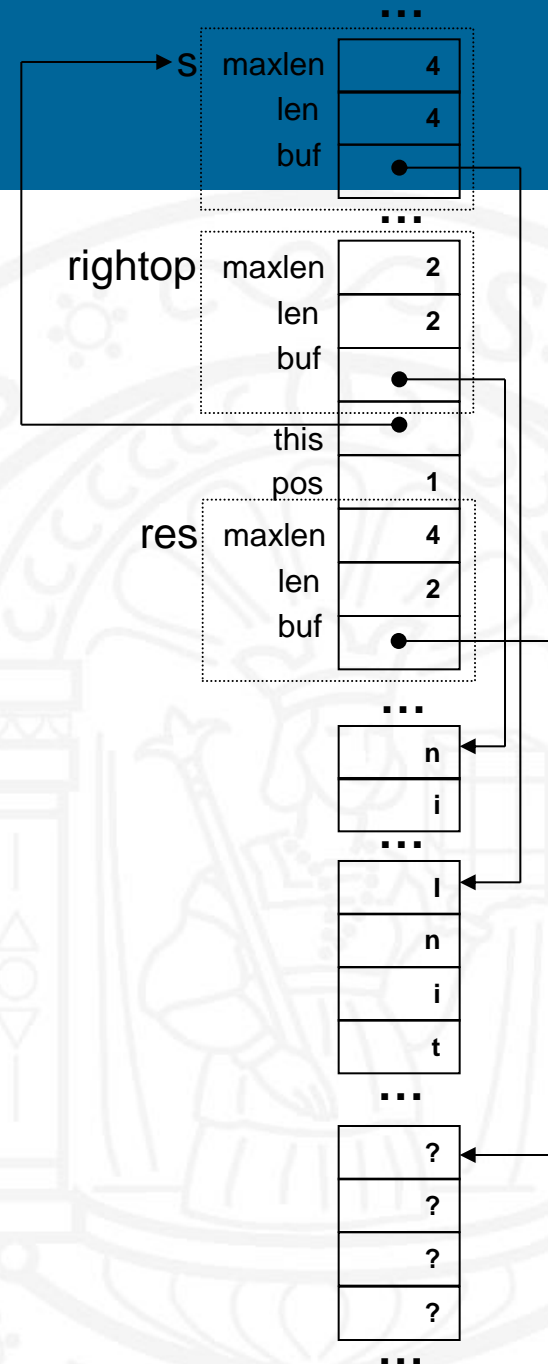 ...
s maxlen 4
len 4
buf
...
rightop maxlen 2
len 2
buf
this
pos 1
res maxlen 4
len 2
buf
...
n
i
...
I
n
i
t
...
?
?
?
?
...